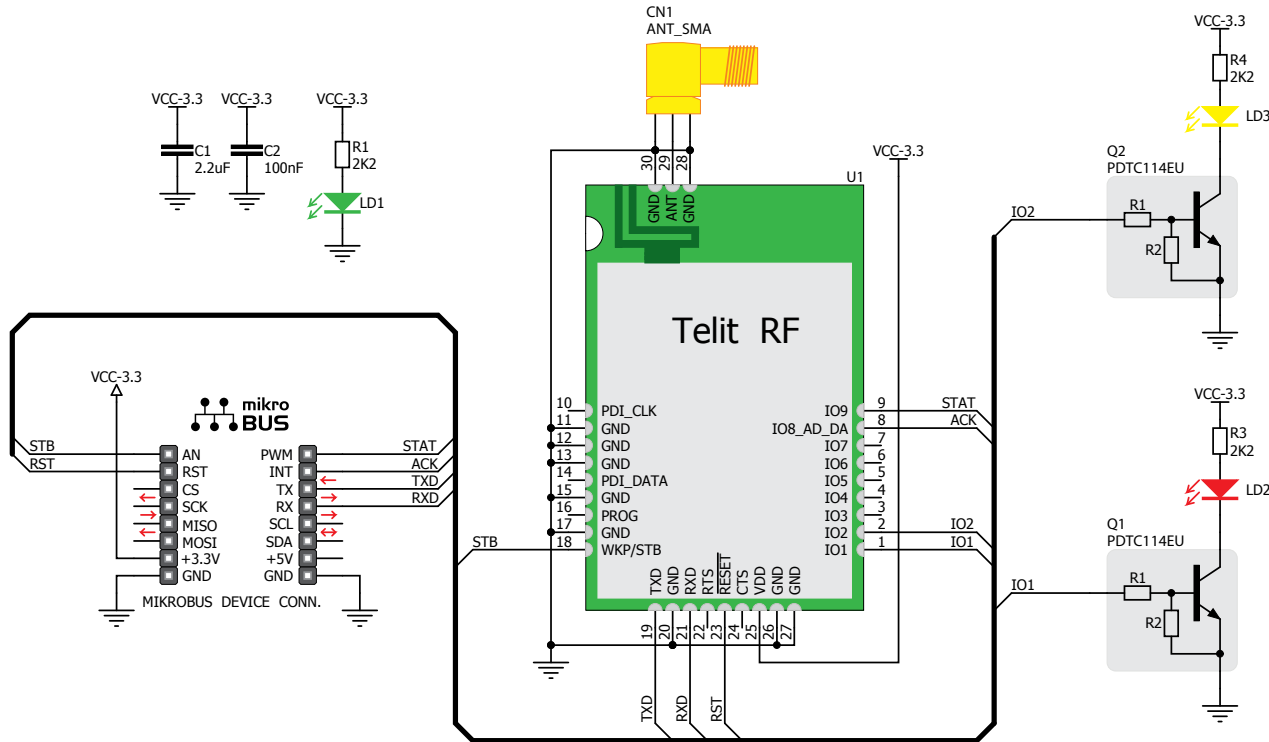 CN1
ANT_SMA
VCC-3.3
R4
2K2
LD3
VCC-3.3
VCC-3.3
VCC-3.3
C1
2.2uF
C2
100nF
R1
2K2
LD1
30
29
28
GND
ANT
GND
VCC-3.3
U1
Q2
PDTC114EU
IO2
R1
R2
Telit RF
VCC-3.3
mikro
BUS
STB
RST
AN
RST
CS
SCK
MISO
MOSI
+3.3V
GND
PWM
INT
TX
RX
SCL
SDA
+5V
GND
STAT
ACK
TXD
RXD
MIKROBUS DEVICE CONN.
10 PDI_CLK
11 GND
12 GND
13 GND
14 PDI_DATA
15 GND
16 PROG
17 GND
STB 18 WKP/STB
IO9 9 STAT
IO8_AD_DA 8 ACK
IO7 7
IO6 6
IO5 5
IO4 4
IO3 3
IO2 2 IO2
IO1 1 IO1
TXD
GND
RXD
RTS
RESET
CTS
VDD
GND
GND
19
20
21
22
23
24
25
26
27
TXD
RXD
RST
VCC-3.3
R3
2K2
LD2
Q1
PDTC114EU
IO1
R1
R2